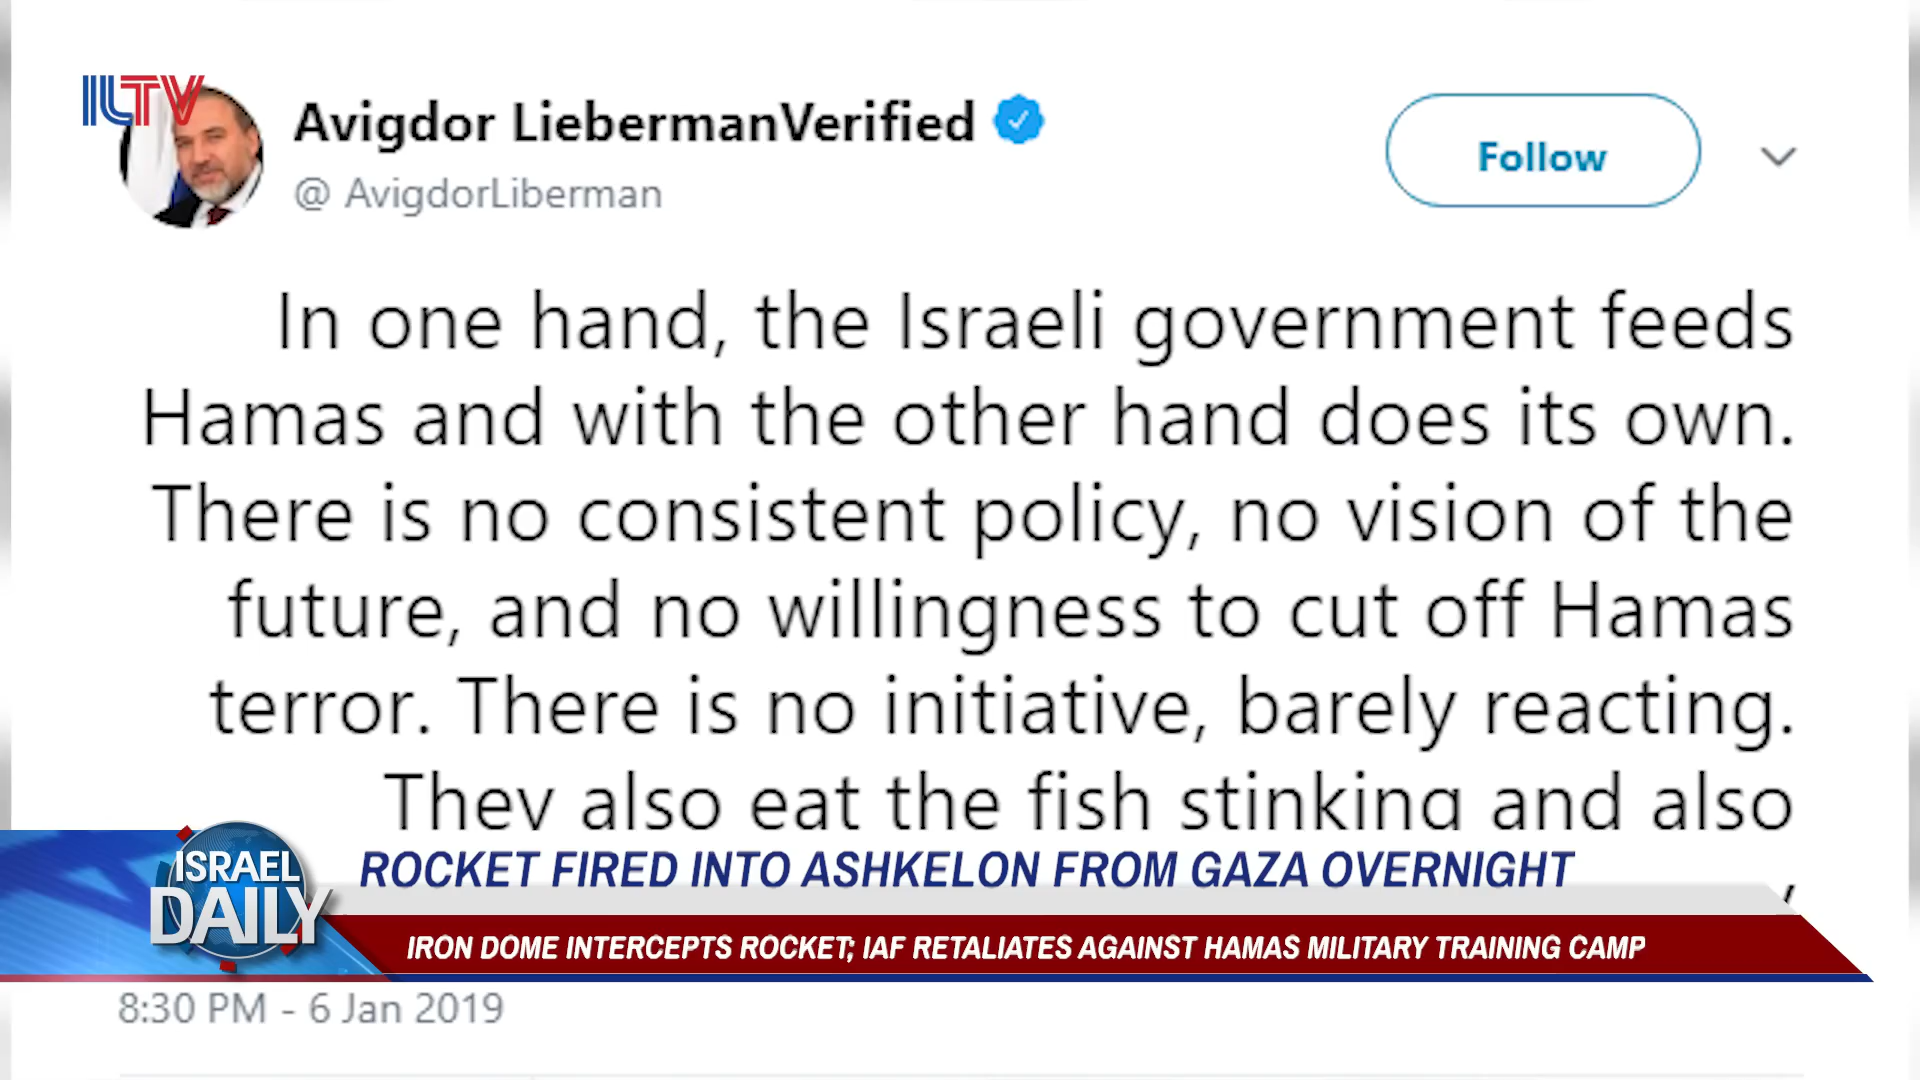 ILTV
Avigdor LiebermanVerified
@ AvigdorLiberman
Follow
In one hand, the Israeli government feeds
Hamas and with the other hand does its own.
There is no consistent policy, no vision of the
future, and no willingness to cut off Hamas
terror. There is no initiative, barely reacting.
They also eat the fish stinking and also
ISRAEL
DAILY
ROCKET FIRED INTO ASHKELON FROM GAZA OVERNIGHT
IRON DOME INTERCEPTS ROCKET; IAF RETALIATES AGAINST HAMAS MILITARY TRAINING CAMP
8:30 PM - 6 Jan 2019